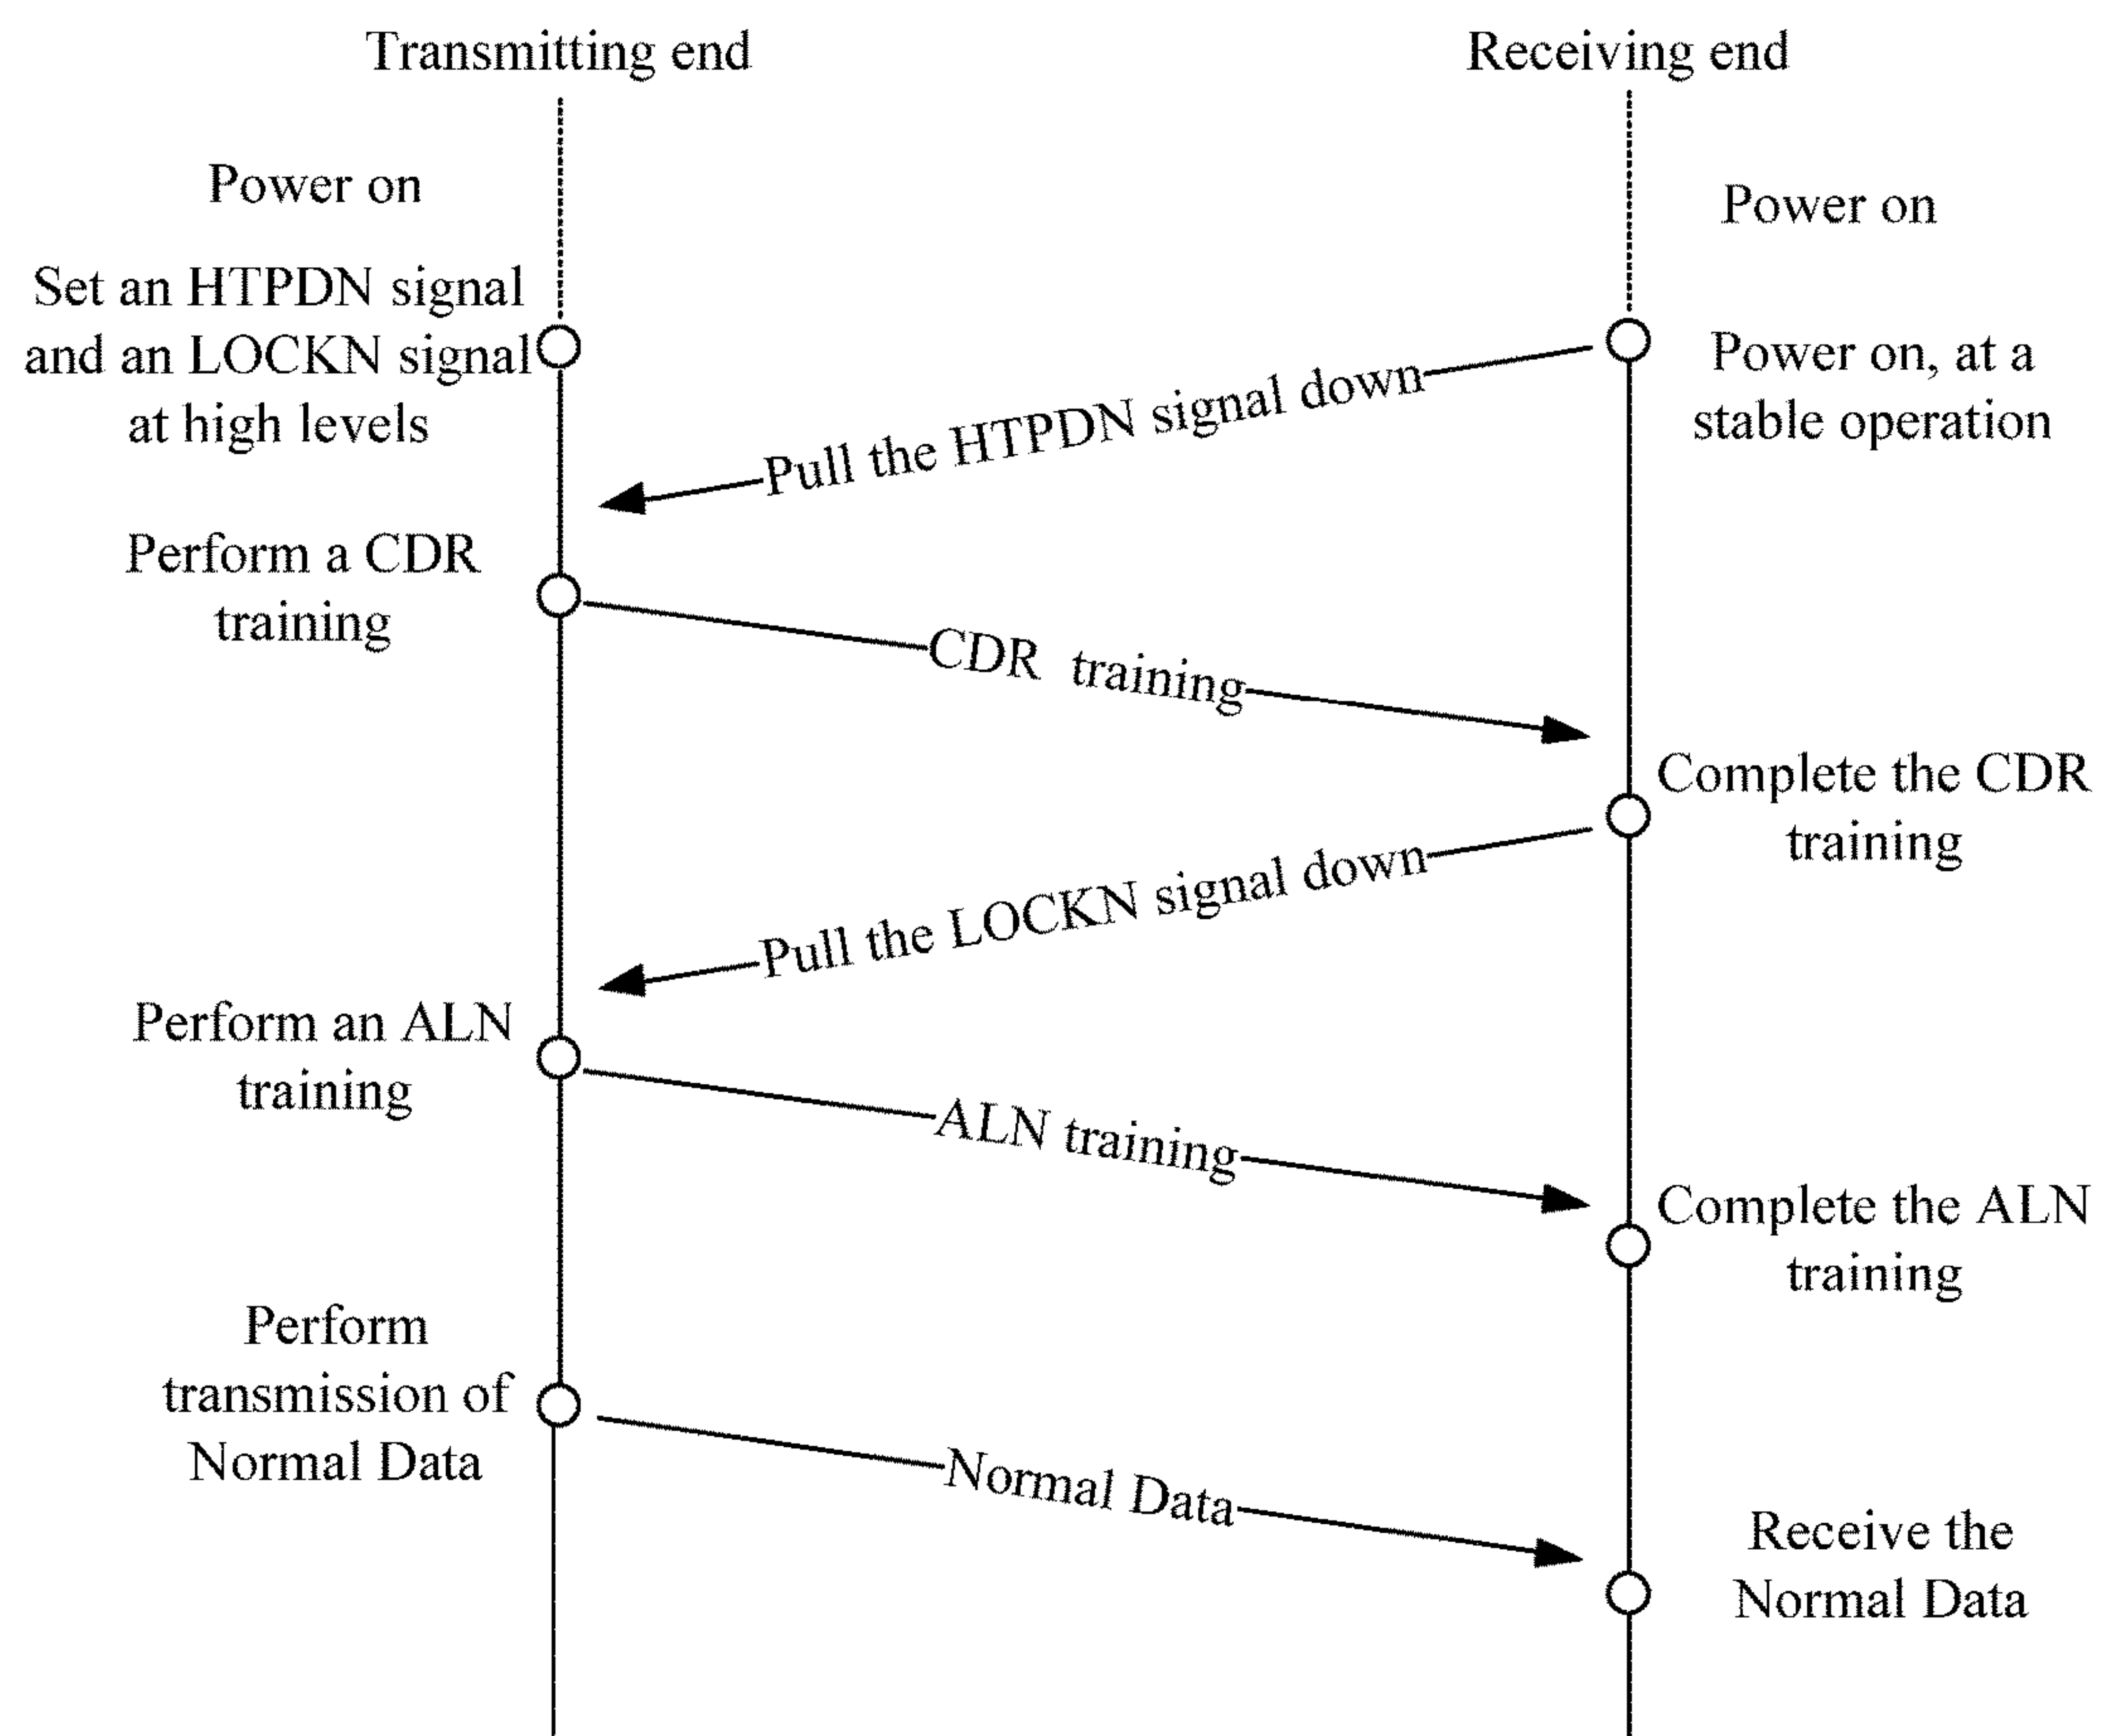 Transmitting end
Receiving end
Power on
Power on
Set an HTPDN signal
and an LOCKN signal
at high levels
Power on, at a
stable operation
Pull the HTPDN signal down
Perform a CDR
training
CDR training
Complete the CDR
training
Pull the LOCKN signal down
Perform an ALN
training
ALN training
Complete the ALN
training
Perform
transmission of
Normal Data
Normal Data
Receive the
Normal Data